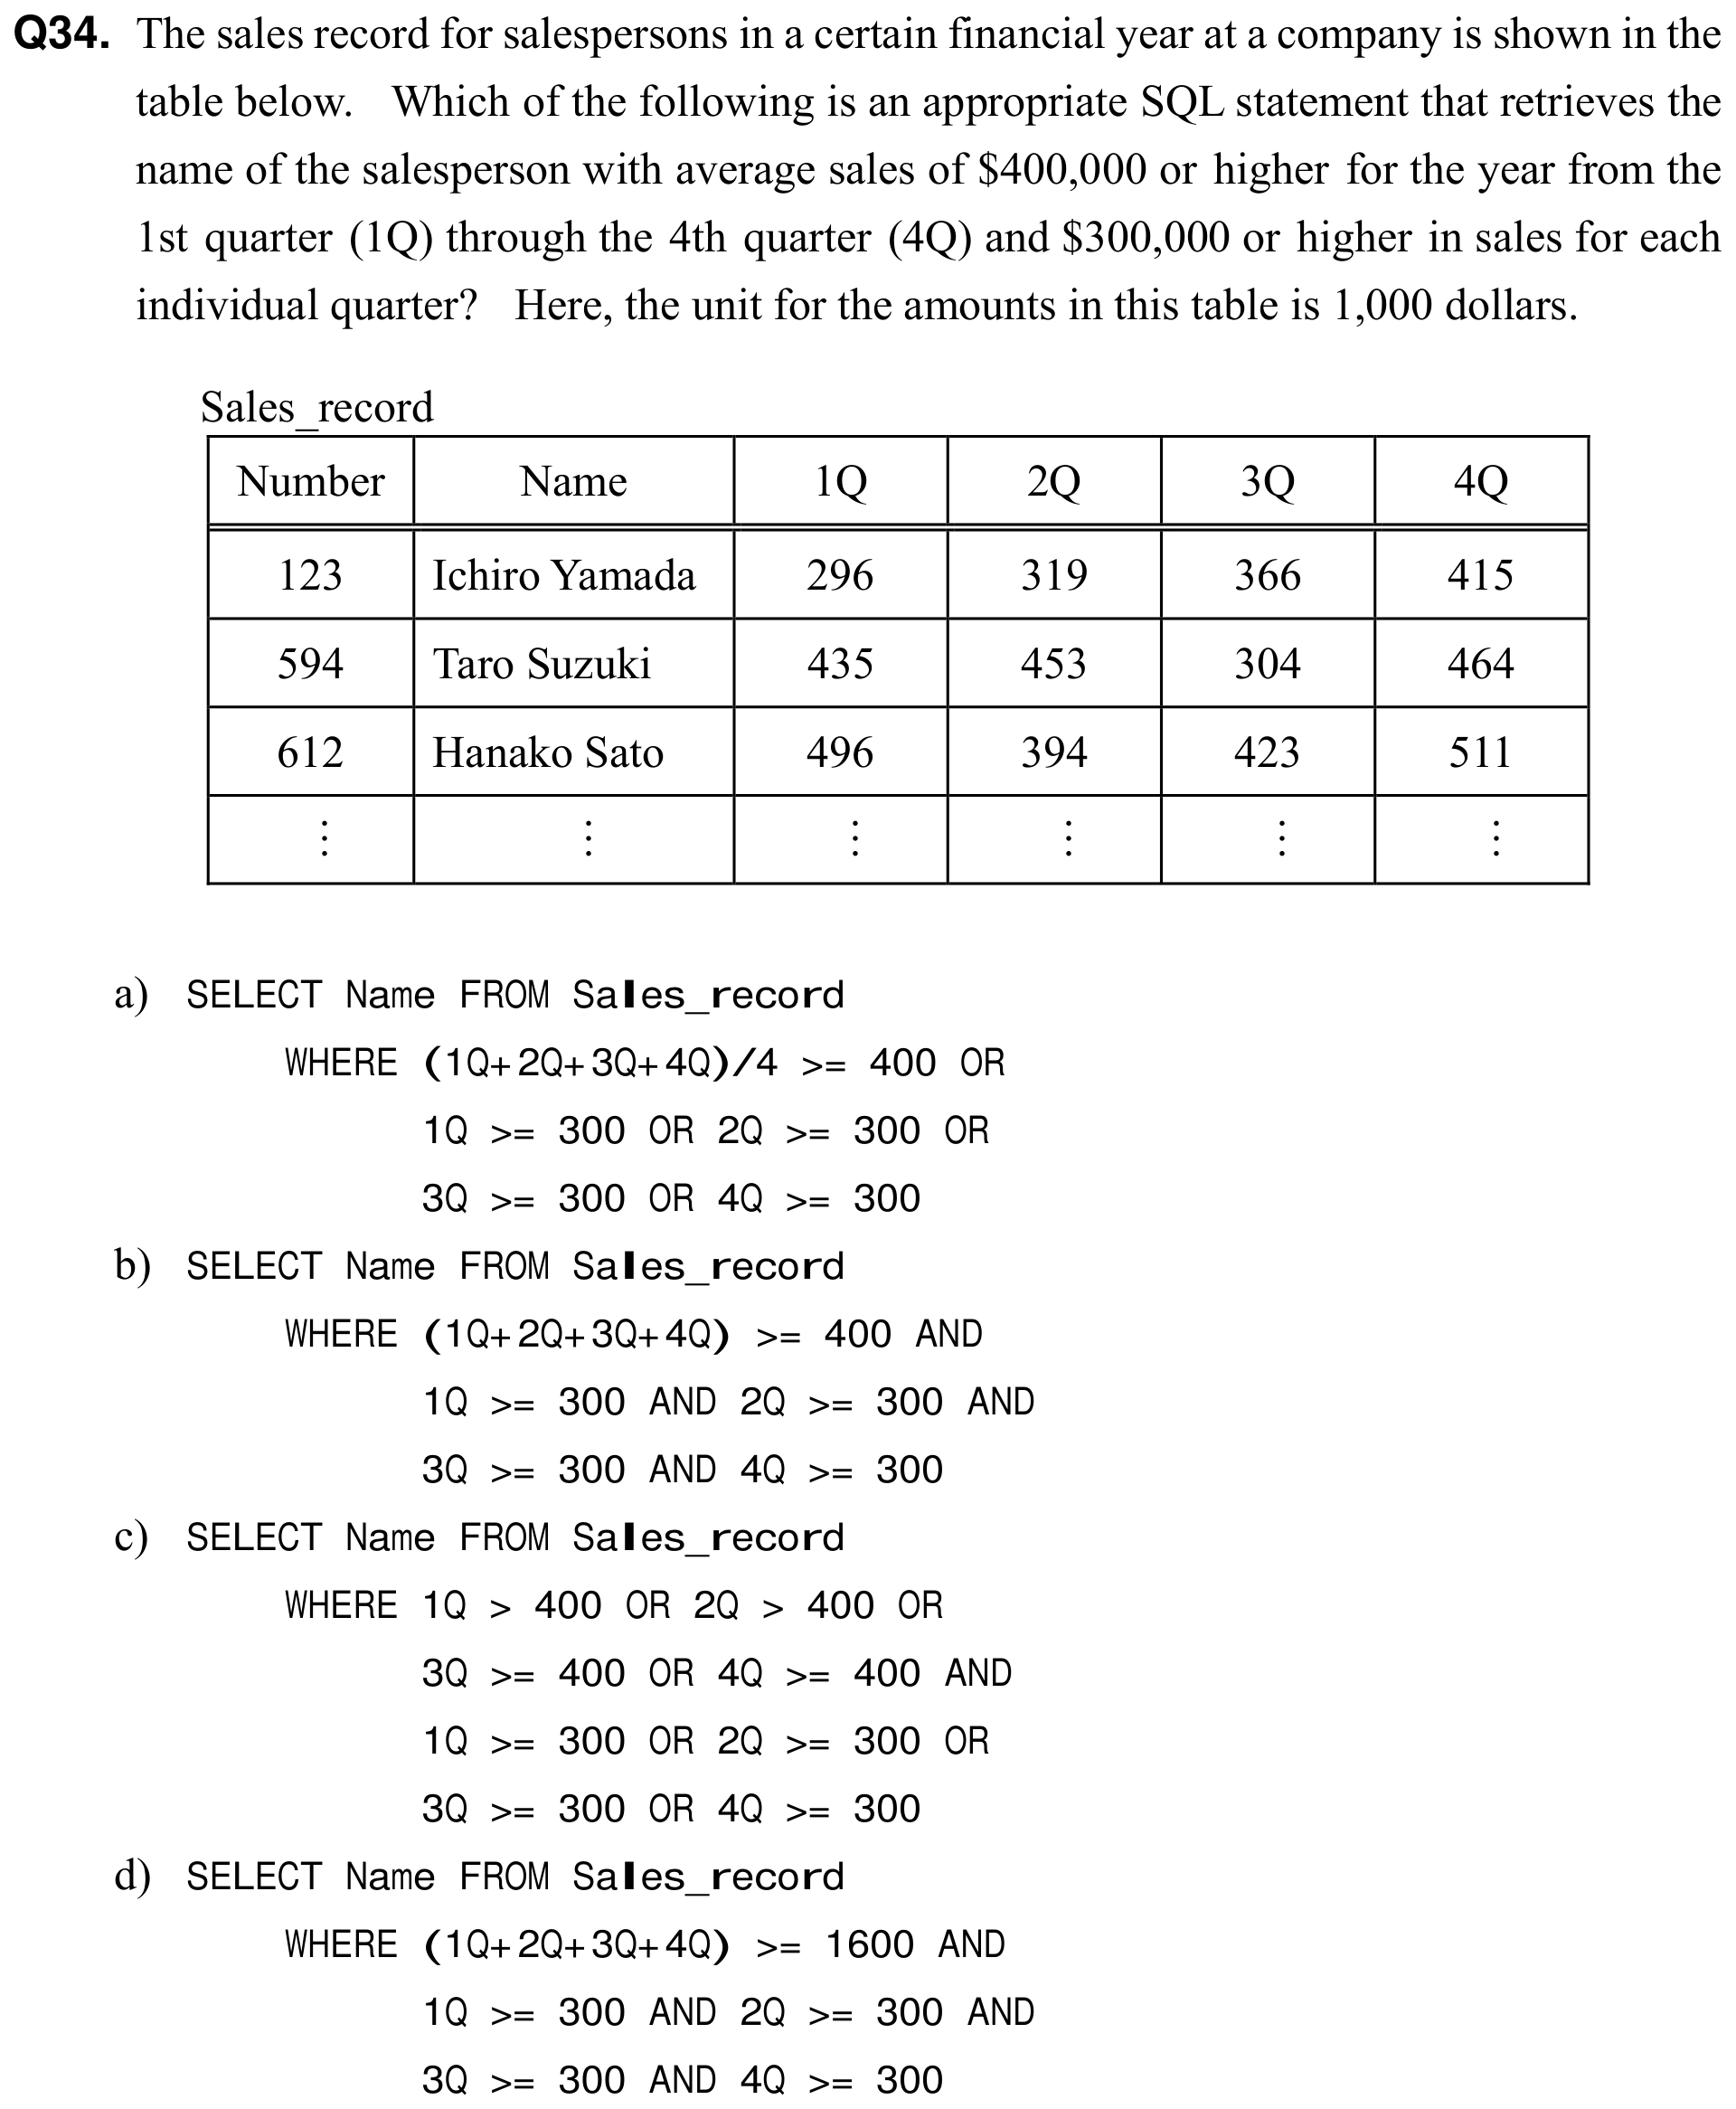 Q34. The sales record for salespersons in a certain financial year at a company is shown in the
table below. Which of the following is an appropriate SQL statement that retrieves the
name of the salesperson with average sales of $400,000 or higher for the year from the
1st quarter (1Q) through the 4th quarter (4Q) and $300,000 or higher in sales for each
individual quarter? Here, the unit for the amounts in this table is 1,000 dollars.
Sales_record
Number Name 1Q 2Q 3Q 4Q
123 Ichiro Yamada 296 319 366 415
594 Taro Suzuki 435 453 304 464
612 Hanako Sato 496 394 423 511
⋮ ⋮ ⋮ ⋮ ⋮ ⋮
a) SELECT Name FROM Sales_record
WHERE (1Q+2Q+3Q+4Q)/4 >= 400 OR
1Q >= 300 OR 2Q >= 300 OR
3Q >= 300 OR 4Q >= 300
b) SELECT Name FROM Sales_record
WHERE (1Q+2Q+3Q+4Q) >= 400 AND
1Q >= 300 AND 2Q >= 300 AND
3Q >= 300 AND 4Q >= 300
c) SELECT Name FROM Sales_record
WHERE 1Q > 400 OR 2Q > 400 OR
3Q >= 400 OR 4Q >= 400 AND
1Q >= 300 OR 2Q >= 300 OR
3Q >= 300 OR 4Q >= 300
d) SELECT Name FROM Sales_record
WHERE (1Q+2Q+3Q+4Q) >= 1600 AND
1Q >= 300 AND 2Q >= 300 AND
3Q >= 300 AND 4Q >= 300